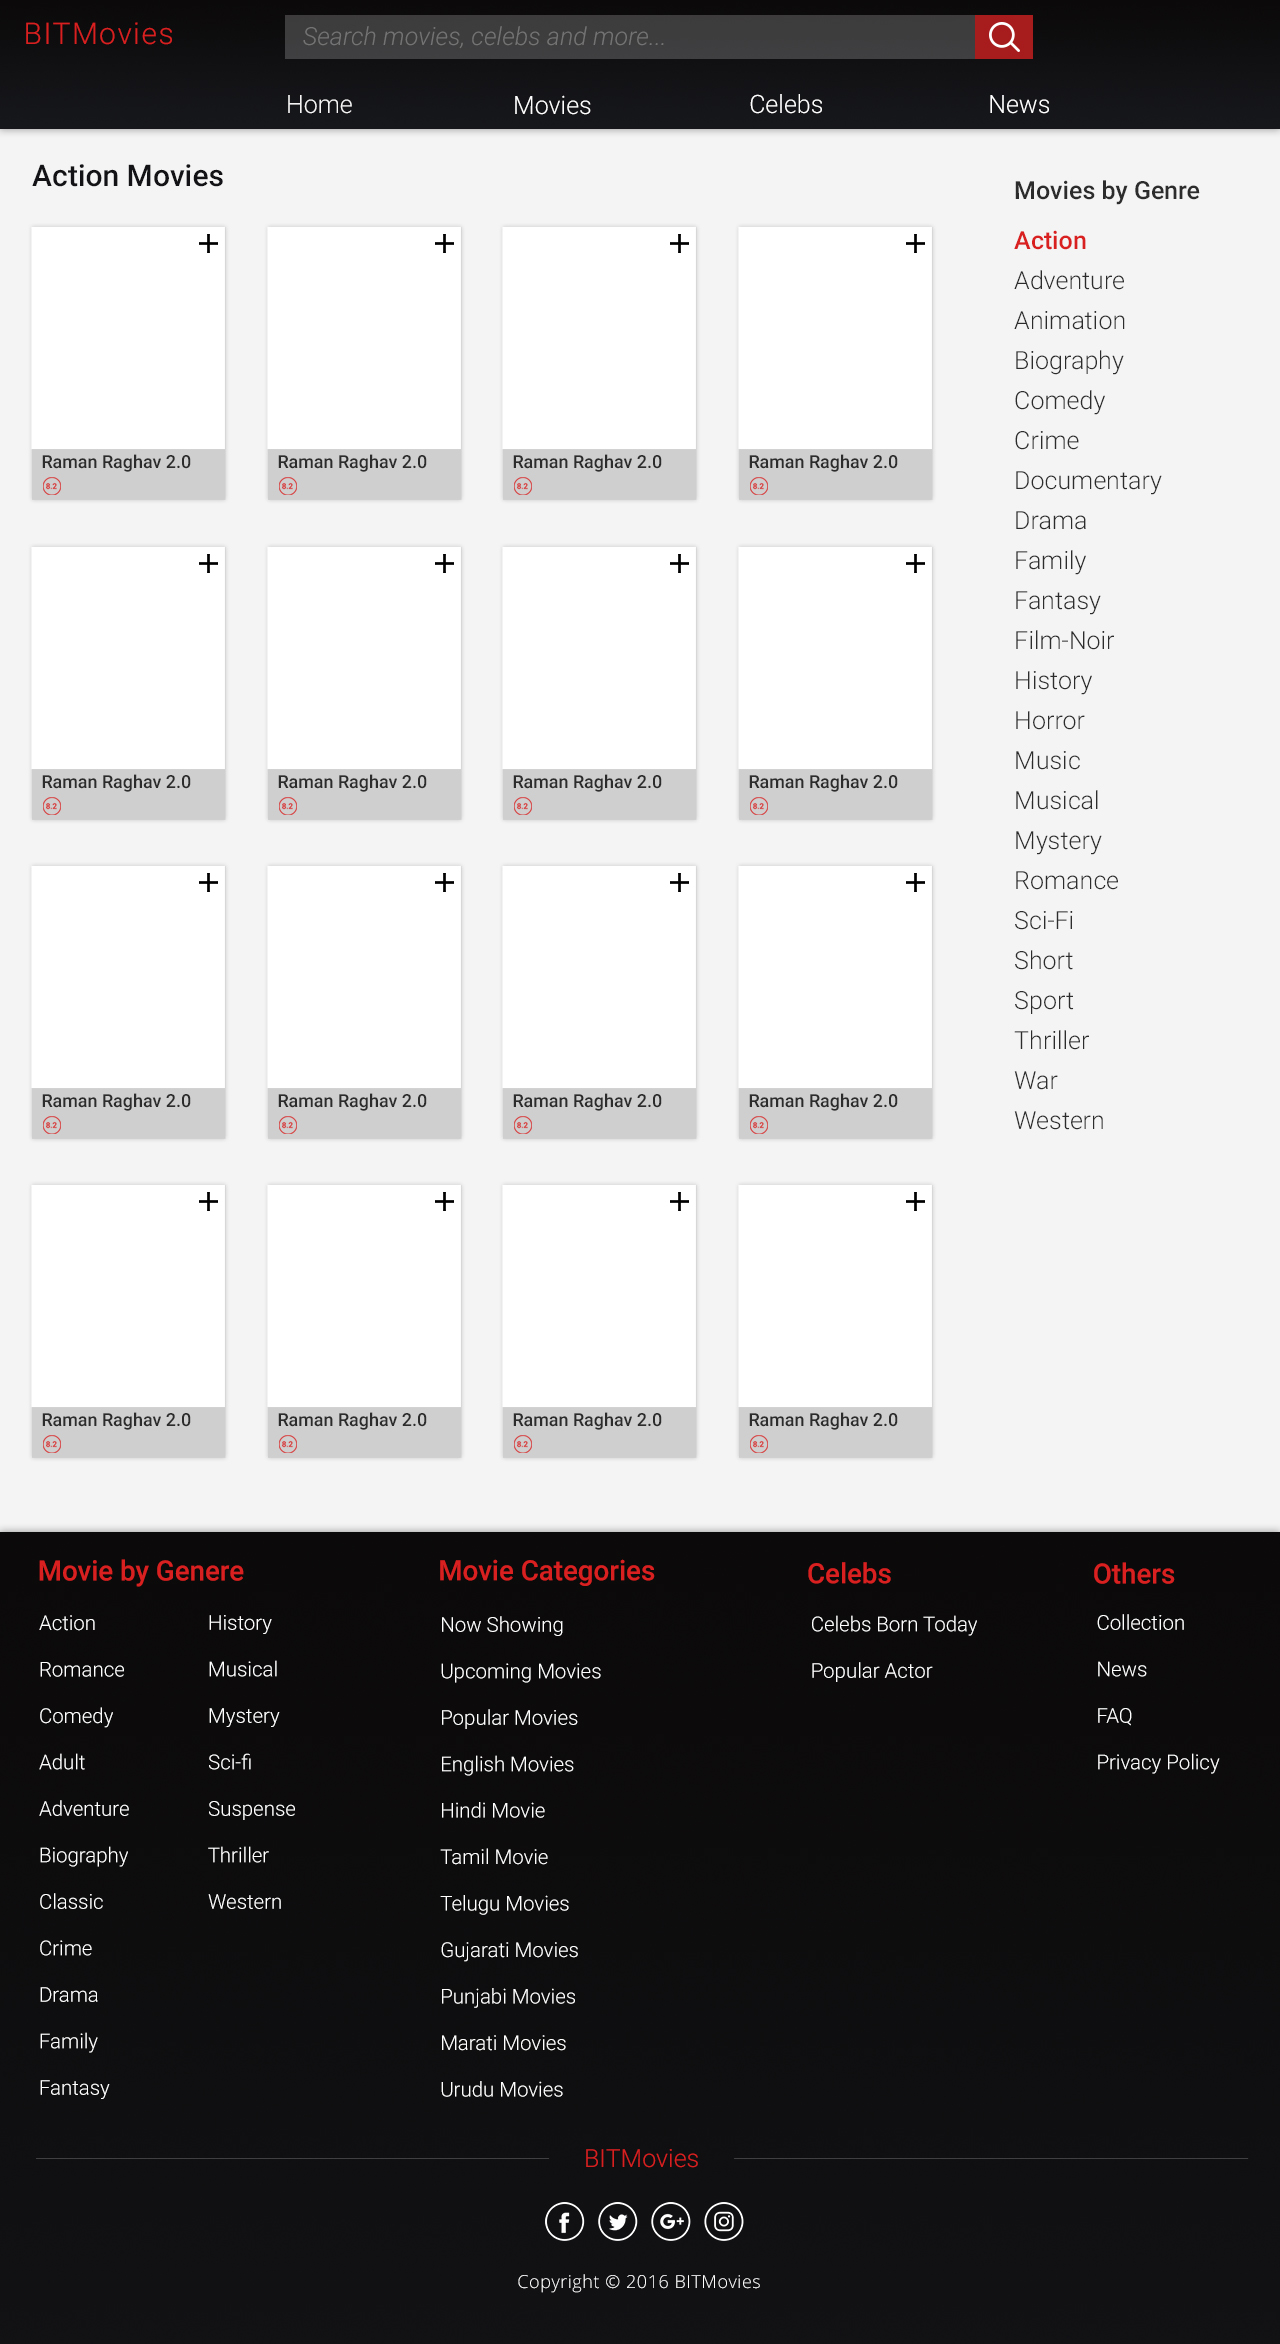 BITMovies
Search movies, celebs and more...
Home Movies Celebs News
Action Movies
Raman Raghav 2.0 Raman Raghav 2.0 Raman Raghav 2.0 Raman Raghav 2.0
8.2 8.2 8.2 8.2
Raman Raghav 2.0 Raman Raghav 2.0 Raman Raghav 2.0 Raman Raghav 2.0
8.2 8.2 8.2 8.2
Raman Raghav 2.0 Raman Raghav 2.0 Raman Raghav 2.0 Raman Raghav 2.0
8.2 8.2 8.2 8.2
Raman Raghav 2.0 Raman Raghav 2.0 Raman Raghav 2.0 Raman Raghav 2.0
8.2 8.2 8.2 8.2
Movies by Genre
Action
Adventure
Animation
Biography
Comedy
Crime
Documentary
Drama
Family
Fantasy
Film-Noir
History
Horror
Music
Musical
Mystery
Romance
Sci-Fi
Short
Sport
Thriller
War
Western
Movie by Genere
Action
Romance
Comedy
Adult
Adventure
Biography
Classic
Crime
Drama
Family
Fantasy
History
Musical
Mystery
Sci-fi
Suspense
Thriller
Western
Movie Categories
Now Showing
Upcoming Movies
Popular Movies
English Movies
Hindi Movie
Tamil Movie
Telugu Movies
Gujarati Movies
Punjabi Movies
Marati Movies
Urudu Movies
Celebs
Celebs Born Today
Popular Actor
Others
Collection
News
FAQ
Privacy Policy
BITMovies
Copyright © 2016 BITMovies